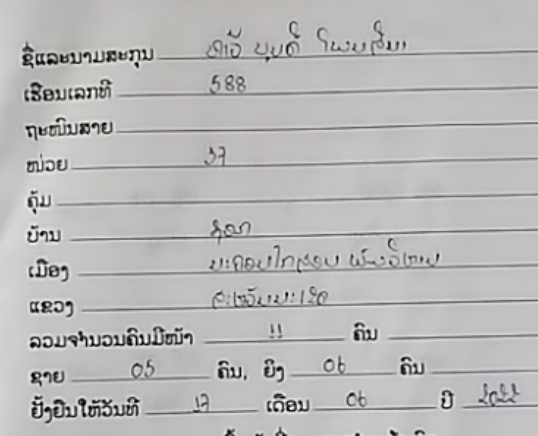 ຊື່ແລະນາມສະກຸນ ທ້າວ ບຸນຕີ ໂພນສີນາ
ເຮືອນເລກທີ 588
ຖະໜົນສາຍ
ໜ່ວຍ 37
ຄຸ້ມ
ບ້ານ
ເມືອງ ນະຄອນໄກສອນ ພົມວິຫານ
ແຂວງ ສະຫວັນນະເຂດ
ລວມຈຳນວນຄົນມີໜ້າ 11 ຄົນ
ຊາຍ 05 ຄົນ, ຍິງ 06 ຄົນ
ຢັ້ງຢືນໃຫ້ວັນທີ 17 ເດືອນ 06 ປີ 2022